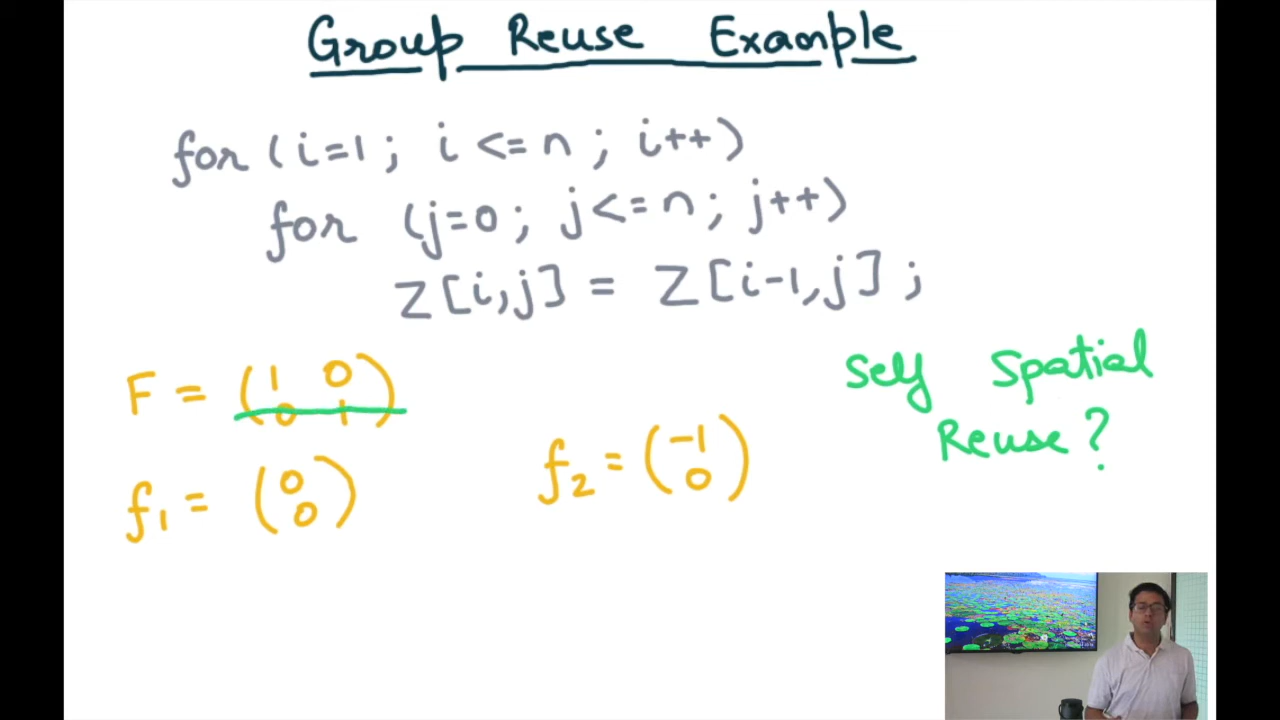 Group Reuse Example
for (i=1; i <= n; i++)
for (j=0; j<=n; j++)
Z[i,j] = Z[i-1,j];
Self Spatial
Reuse?
F = (1 0
0 1)
f1 = (0
0)
f2 = (-1
0)